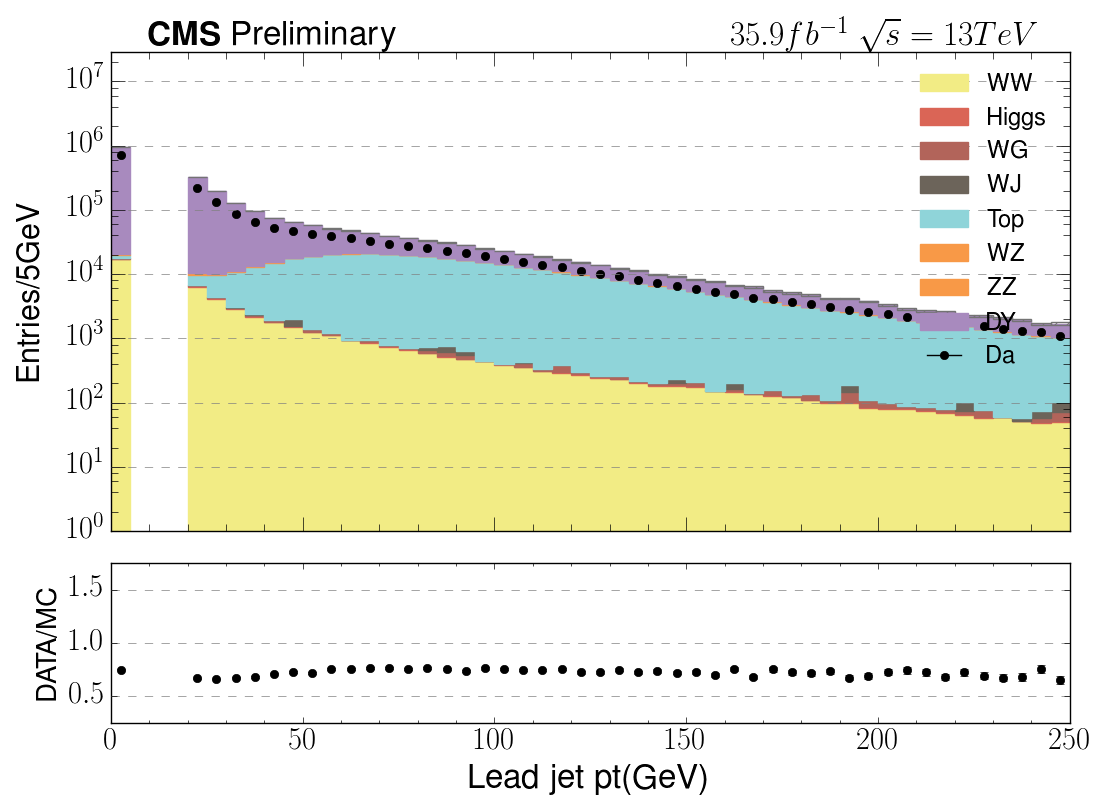 CMS Preliminary 35.9fb⁻¹ √s = 13TeV
Entries/5GeV
10⁷
10⁶
10⁵
10⁴
10³
10²
10¹
10⁰
WW
Higgs
WG
WJ
Top
WZ
ZZ
DY
Da
DATA/MC
1.5
1.0
0.5
0 50 100 150 200 250
Lead jet pt(GeV)